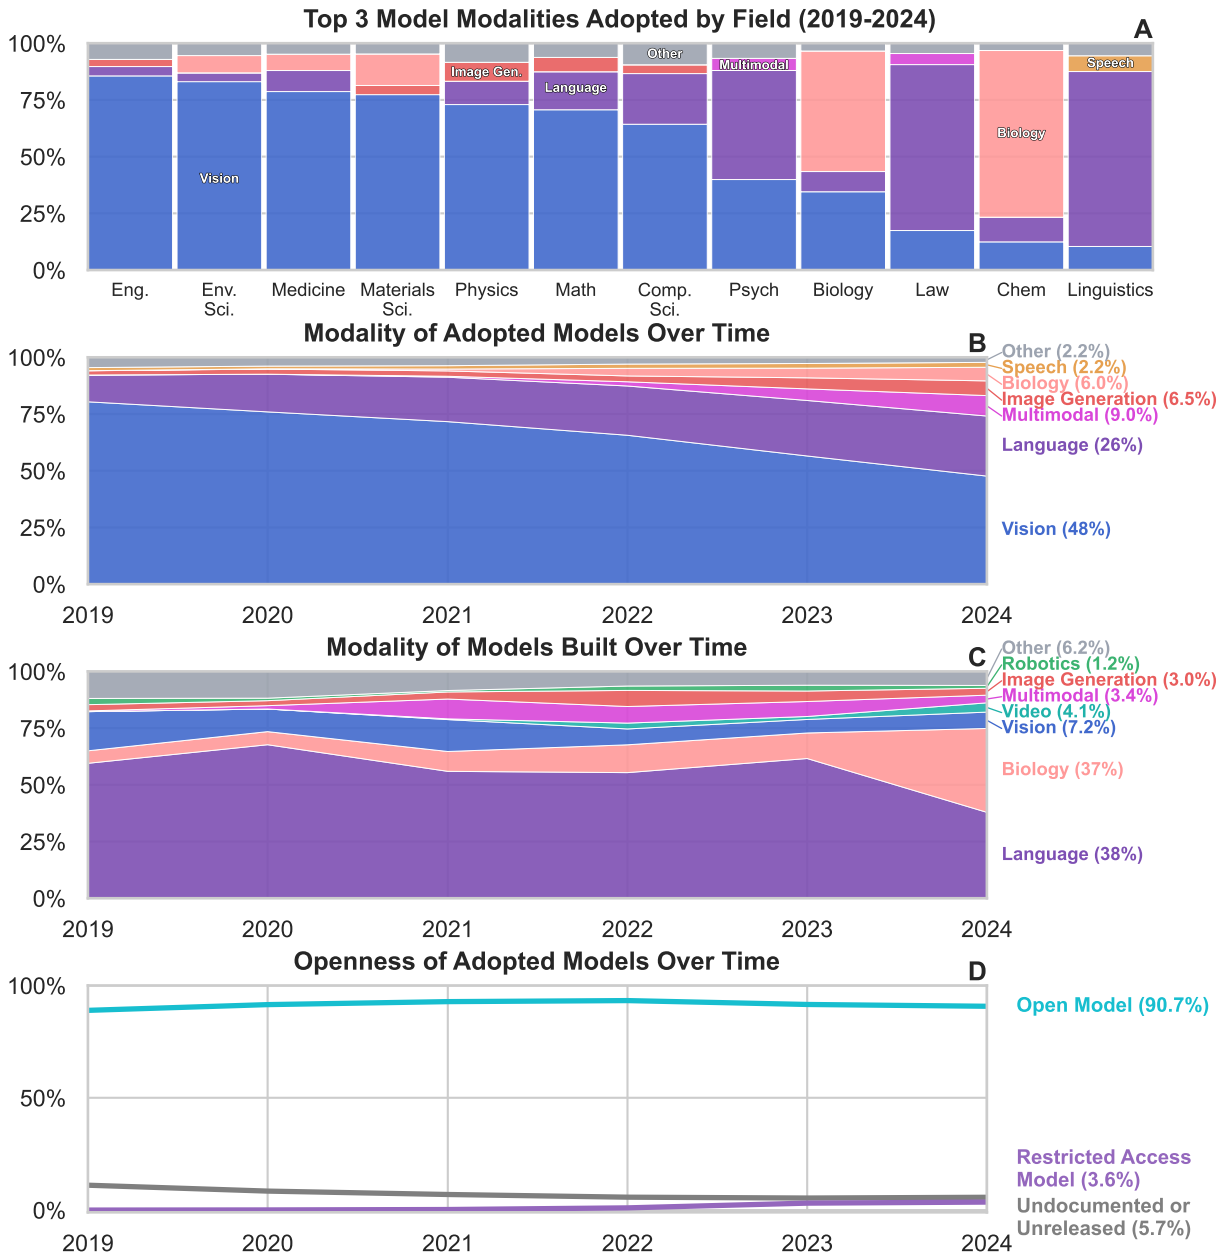 Top 3 Model Modalities Adopted by Field (2019-2024)
A
100%
75%
50%
25%
0%
Vision
Image Gen.
Language
Other
Multimodal
Biology
Speech
Eng.
Env.
Sci.
Medicine
Materials
Sci.
Physics
Math
Comp.
Sci.
Psych
Biology
Law
Chem
Linguistics
Modality of Adopted Models Over Time
B
100%
75%
50%
25%
0%
Other (2.2%)
Speech (2.2%)
Biology (6.0%)
Image Generation (6.5%)
Multimodal (9.0%)
Language (26%)
Vision (48%)
2019
2020
2021
2022
2023
2024
Modality of Models Built Over Time
C
100%
75%
50%
25%
0%
Other (6.2%)
Robotics (1.2%)
Image Generation (3.0%)
Multimodal (3.4%)
Video (4.1%)
Vision (7.2%)
Biology (37%)
Language (38%)
2019
2020
2021
2022
2023
2024
Openness of Adopted Models Over Time
D
100%
50%
0%
Open Model (90.7%)
Restricted Access
Model (3.6%)
Undocumented or
Unreleased (5.7%)
2019
2020
2021
2022
2023
2024